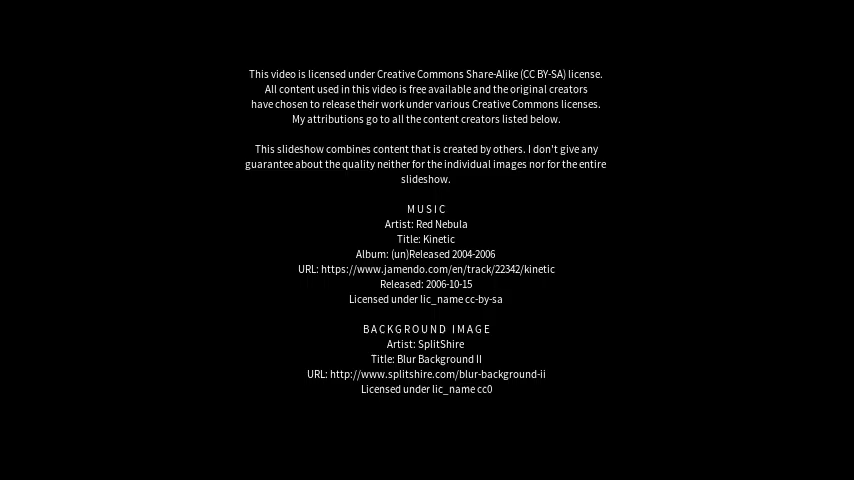 This video is licensed under Creative Commons Share-Alike (CC BY-SA) license.
All content used in this video is free available and the original creators
have chosen to release their work under various Creative Commons licenses.
My attributions go to all the content creators listed below.
This slideshow combines content that is created by others. I don't give any
guarantee about the quality neither for the individual images nor for the entire
slideshow.
MUSIC
Artist: Red Nebula
Title: Kinetic
Album: (un)Released 2004-2006
URL: https://www.jamendo.com/en/track/22342/kinetic
Released: 2006-10-15
Licensed under lic_name cc-by-sa
BACKGROUND IMAGE
Artist: SplitShire
Title: Blur Background II
URL: http://www.splitshire.com/blur-background-ii
Licensed under lic_name cc0